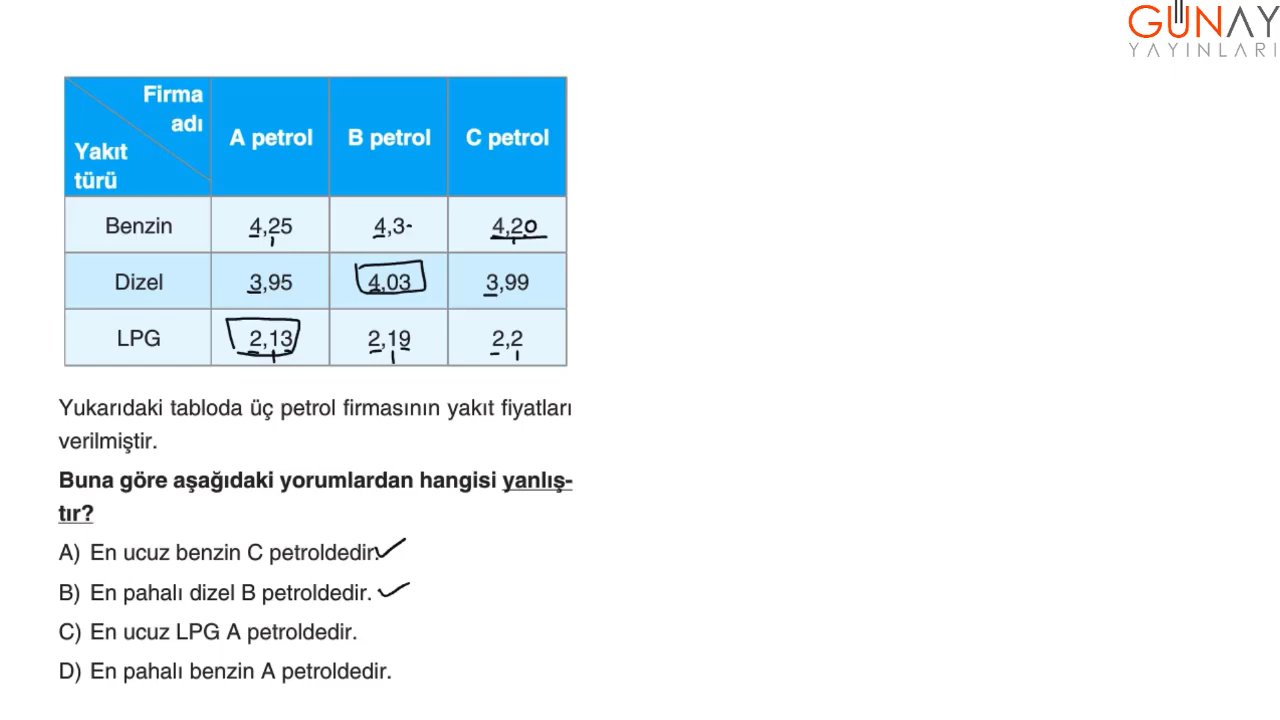 GÜNAY
YAYINLARI
Firma
adı
Yakıt
türü
A petrol B petrol C petrol
Benzin 4,25 4,3- 4,20
Dizel 3,95 4,03 3,99
LPG 2,13 2,19 2,2
Yukarıdaki tabloda üç petrol firmasının yakıt fiyatları
verilmiştir.
Buna göre aşağıdaki yorumlardan hangisi yanlış-
tır?
A) En ucuz benzin C petroldedir.
B) En pahalı dizel B petroldedir.
C) En ucuz LPG A petroldedir.
D) En pahalı benzin A petroldedir.